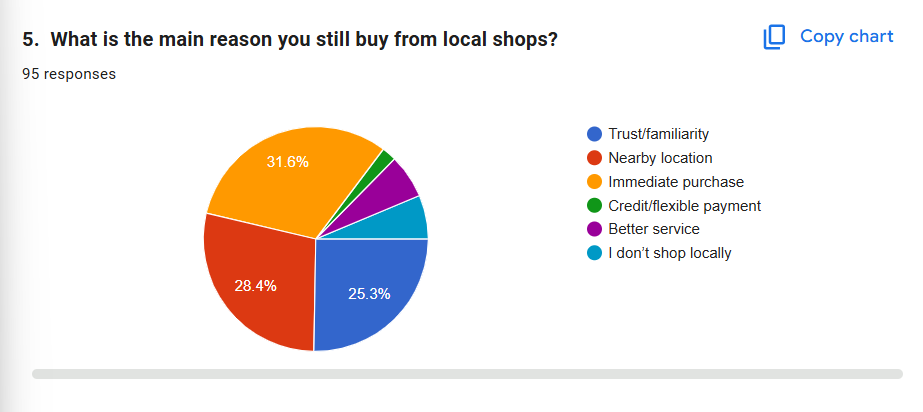 5. What is the main reason you still buy from local shops?
Copy chart
95 responses
31.6%
28.4%
25.3%
Trust/familiarity
Nearby location
Immediate purchase
Credit/flexible payment
Better service
I don’t shop locally